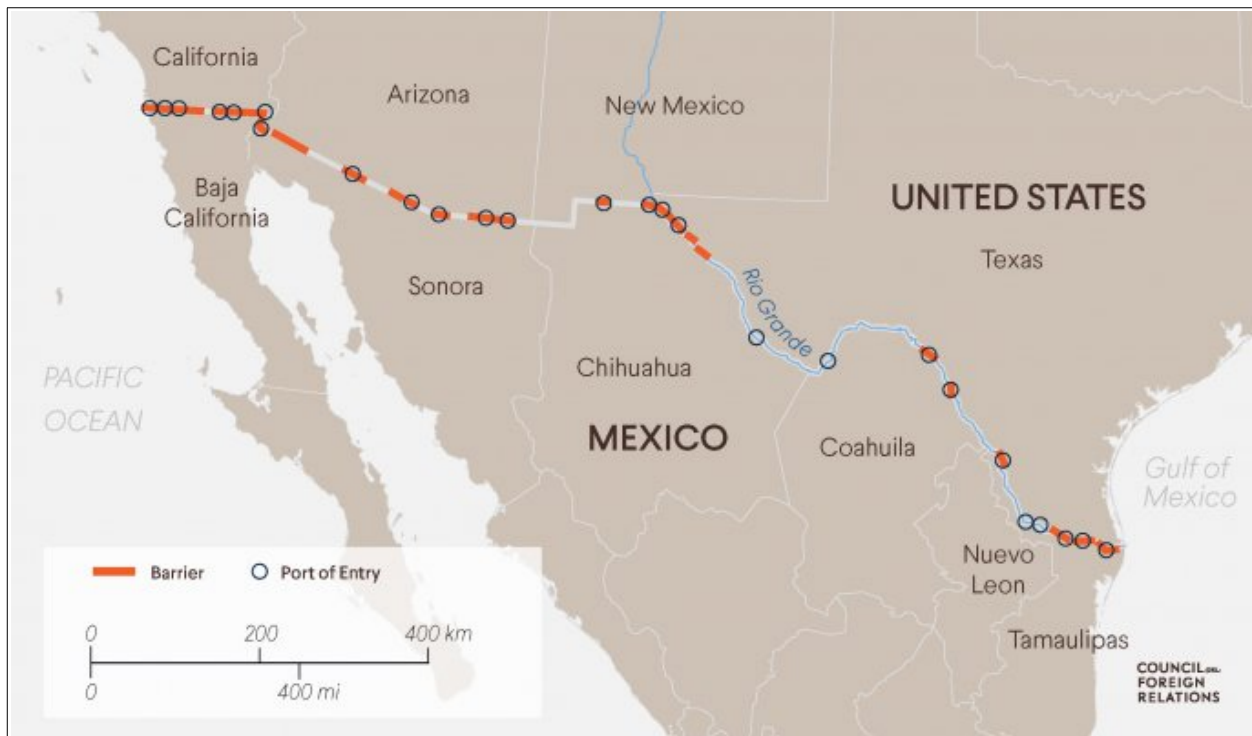 California
Arizona
New Mexico
Baja
California
UNITED STATES
Texas
Sonora
Rio Grande
Chihuahua
PACIFIC
OCEAN
MEXICO
Coahuila
Gulf of
Mexico
Nuevo
Leon
Tamaulipas
Barrier
Port of Entry
0 200 400 km
0 400 mi
COUNCIL on
FOREIGN
RELATIONS